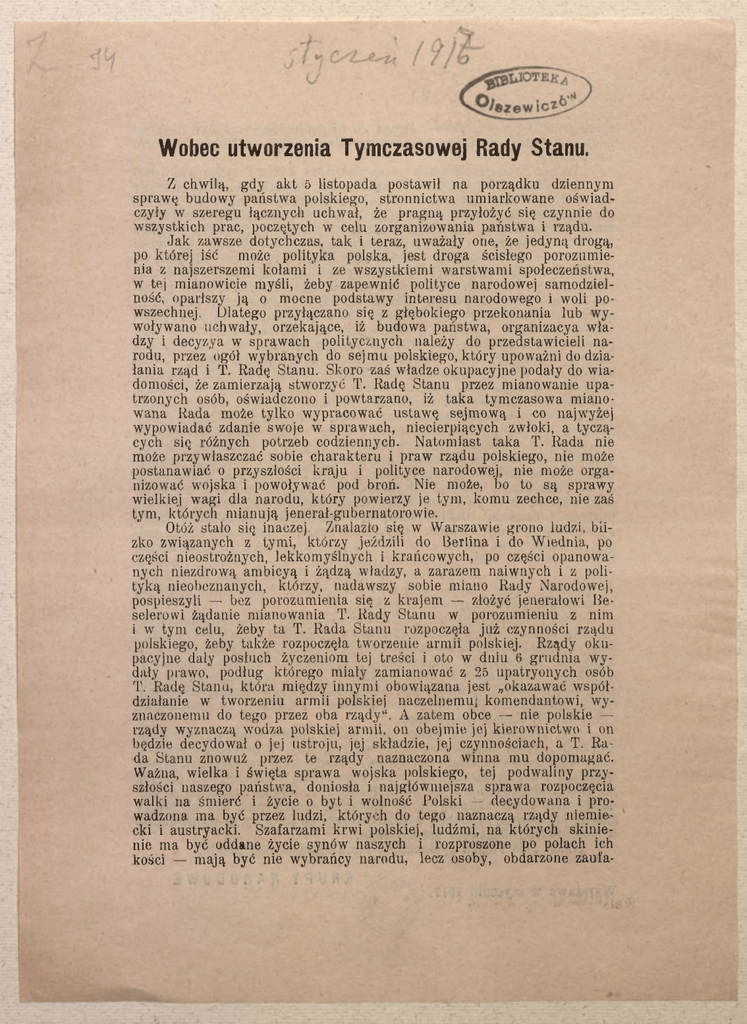 Z 94 styczeń 1917
BIBLIOTEKA
Olszewiczów
Wobec utworzenia Tymczasowej Rady Stanu.
Z chwilą, gdy akt 5 listopada postawił na porządku dziennym
sprawę budowy państwa polskiego, stronnictwa umiarkowane oświad-
czyły w szeregu łącznych uchwał, że pragną przyłożyć się czynnie do
wszystkich prac, poczętych w celu zorganizowania państwa i rządu.
Jak zawsze dotychczas, tak i teraz, uważały one, że jedyną drogą,
po której iść może polityka polska, jest droga ścisłego porozumie-
nia z najszerszemi kołami i ze wszystkiemi warstwami społeczeństwa,
w tej mianowicie myśli, żeby zapewnić polityce narodowej samodziel-
ność, oparłszy ją o mocne podstawy interesu narodowego i woli po-
wszechnej. Dlatego przyłączano się z głębokiego przekonania lub wy-
woływano uchwały, orzekające, iż budowa państwa, organizacya wła-
dzy i decyzya w sprawach politycznych należy do przedstawicieli na-
rodu, przez ogół wybranych do sejmu polskiego, który upoważni do dzia-
łania rząd i T. Radę Stanu. Skoro zaś władze okupacyjne podały do wia-
domości, że zamierzają stworzyć T. Radę Stanu przez mianowanie upa-
trzonych osób, oświadczono i powtarzano, iż taka tymczasowa miano-
wana Rada może tylko wypracować ustawę sejmową i co najwyżej
wypowiadać zdanie swoje w sprawach, niecierpiących zwłoki, a tyczą-
cych się różnych potrzeb codziennych. Natomiast taka T. Rada nie
może przywłaszczać sobie charakteru i praw rządu polskiego, nie może
postanawiać o przyszłości kraju i polityce narodowej, nie może orga-
nizować wojska i powoływać pod broń. Nie może, bo to są sprawy
wielkiej wagi dla narodu, który powierzy je tym, komu zechce, nie zaś
tym, których mianują jenerał-gubernatorowie.
Otóż stało się inaczej. Znalazło się w Warszawie grono ludzi, bli-
zko związanych z tymi, którzy jeździli do Berlina i do Wiednia, po
części nieostrożnych, lekkomyślnych i krańcowych, po części opanowa-
nych niezdrową ambicyą i żądzą władzy, a zarazem naiwnych i z poli-
tyką nieobeznanych, którzy, nadawszy sobie miano Rady Narodowej,
pospieszyli — bez porozumienia się z krajem — złożyć jenerałowi Be-
selerowi żądanie mianowania T. Rady Stanu w porozumieniu z nim
i w tym celu, żeby ta T. Rada Stanu rozpoczęła już czynności rządu
polskiego, żeby także rozpoczęła tworzenie armii polskiej. Rządy oku-
pacyjne dały posłuch życzeniom tej treści i oto w dniu 6 grudnia wy-
dały prawo, podług którego miały zamianować z 25 upatrzonych osób
T. Radę Stanu, która między innymi obowiązana jest „okazywać współ-
działanie w tworzeniu armii polskiej naczelnemu komendantowi, wy-
znaczonemu do tego przez oba rządy“. A zatem obce — nie polskie —
rządy wyznaczą wodza polskiej armii, on obejmie jej kierownictwo i on
będzie decydował o jej ustroju, jej składzie, jej czynnościach, a T. Ra-
da Stanu znowuż przez te rządy naznaczona winna mu dopomagać.
Ważna, wielka i święta sprawa wojska polskiego, tej podwaliny przy-
szłości naszego państwa, doniosła i najgłówniejsza sprawa rozpoczęcia
walki na śmierć i życie o byt i wolność Polski — decydowana i pro-
wadzona ma być przez ludzi, których do tego naznaczą rządy niemie-
cki i austryacki. Szafarzami krwi polskiej, ludźmi, na których skinie-
nie ma być oddane życie synów naszych i rozproszone po polach ich
kości — mają być nie wybrańcy narodu, lecz osoby, obdarzone zaufa-